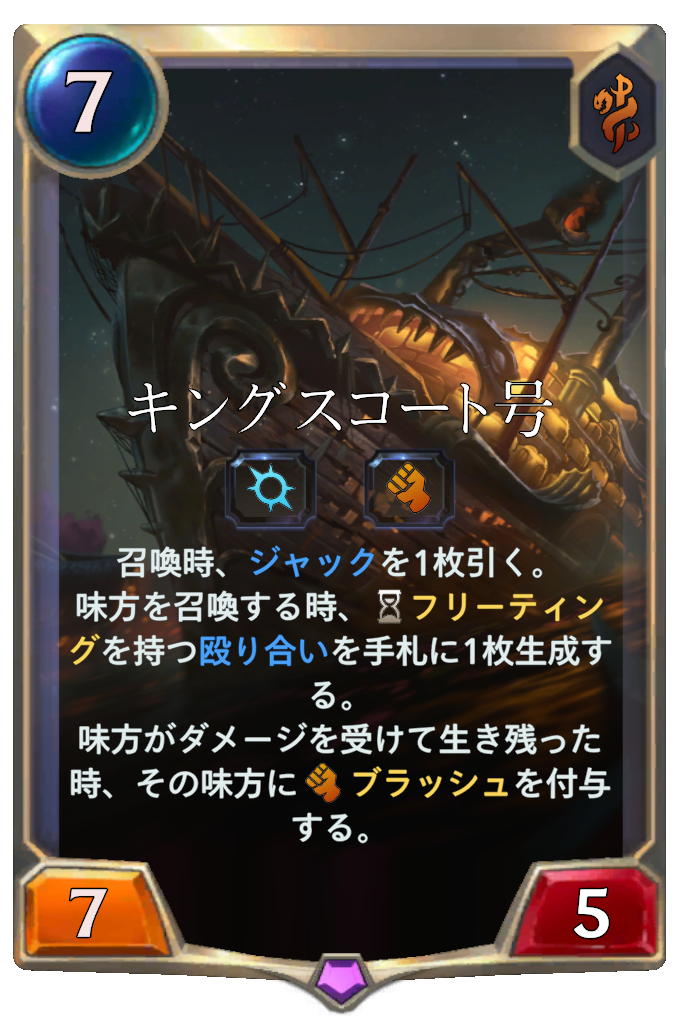 7
キングスコート号
召喚時、ジャックを1枚引く。
味方を召喚する時、フリーティン
グを持つ殴り合いを手札に1枚生成す
る。
味方がダメージを受けて生き残った
時、その味方にブラッシュを付与
する。
7
5